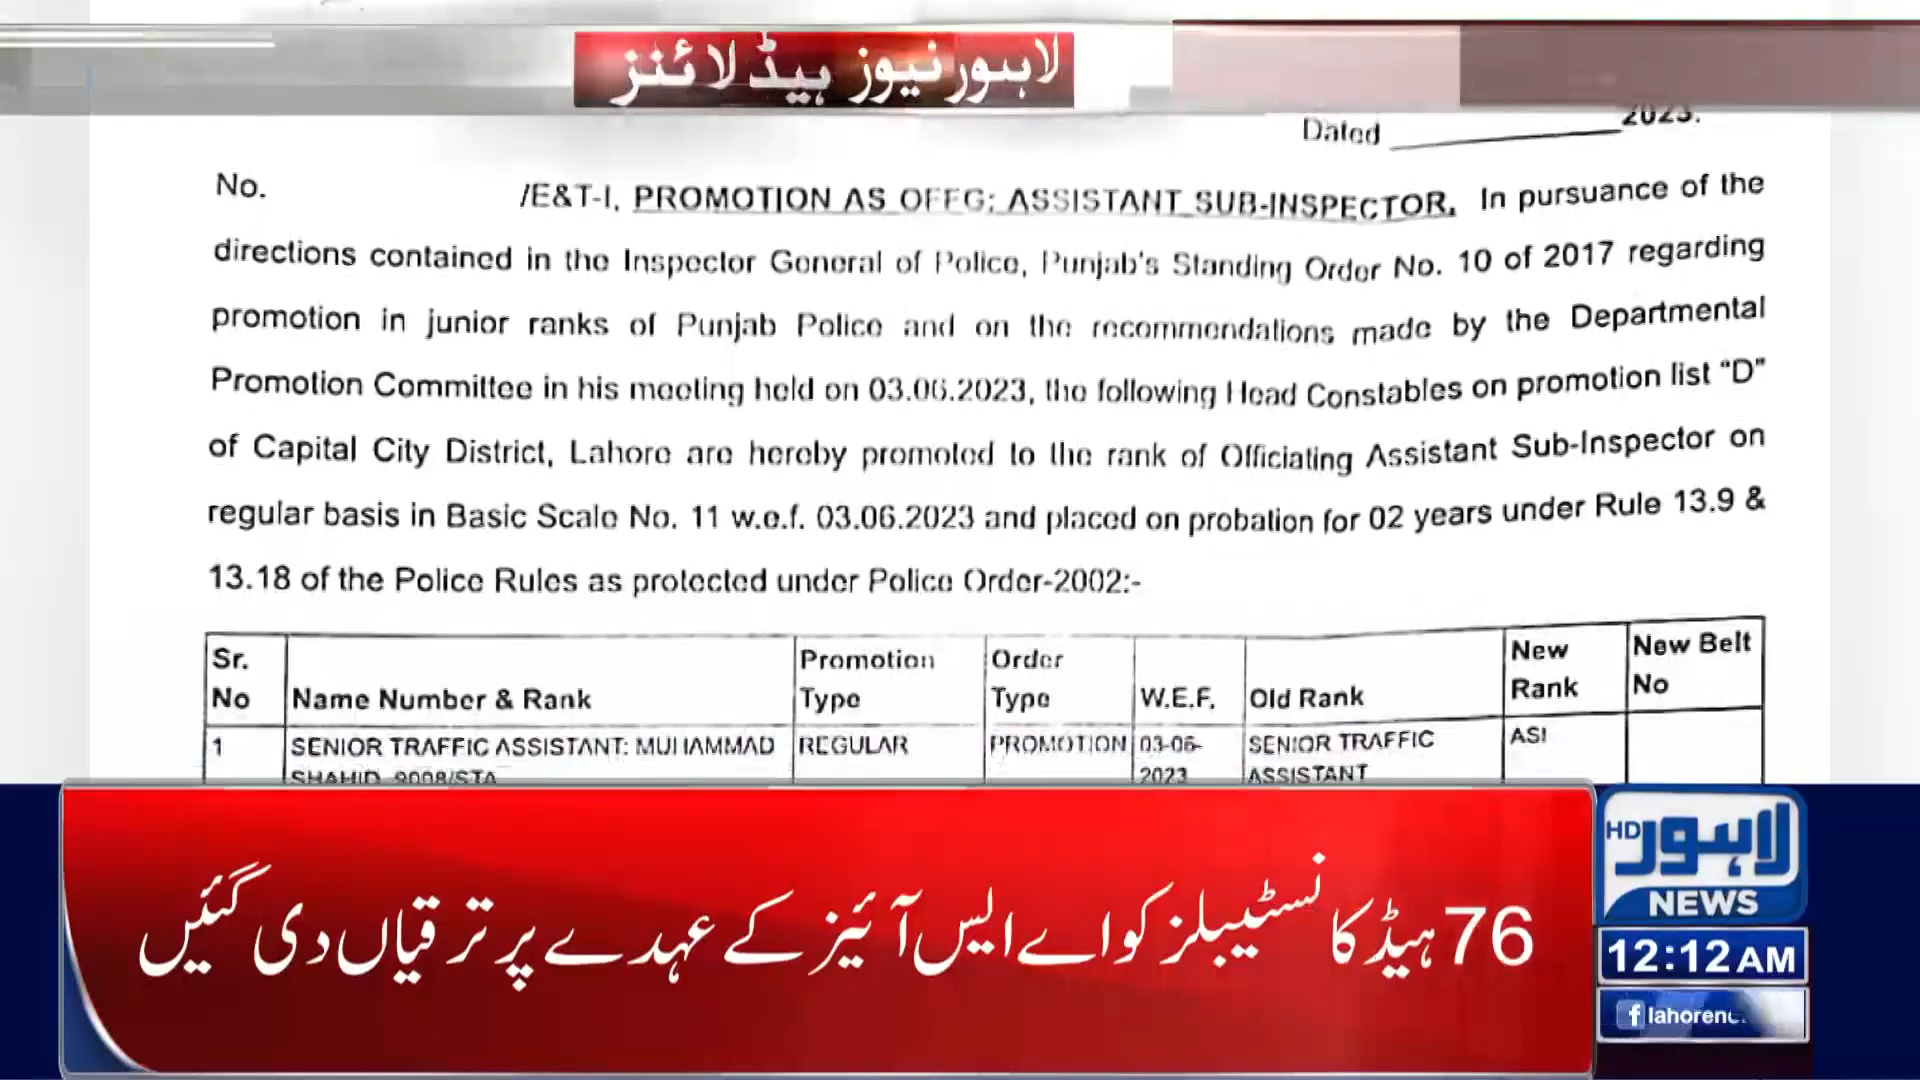 لاہور نیوز ہیڈ لائنز
Dated 2023.
No. /E&T-I, PROMOTION AS OFFG: ASSISTANT SUB-INSPECTOR. In pursuance of the
directions contained in the Inspector General of Police, Punjab's Standing Order No. 10 of 2017 regarding
promotion in junior ranks of Punjab Police and on the recommendations made by the Departmental
Promotion Committee in his meeting held on 03.06.2023, the following Head Constables on promotion list "D"
of Capital City District, Lahore are hereby promoted to the rank of Officiating Assistant Sub-Inspector on
regular basis in Basic Scale No. 11 w.e.f. 03.06.2023 and placed on probation for 02 years under Rule 13.9 &
13.18 of the Police Rules as protected under Police Order-2002:-
Sr. No Name Number & Rank Promotion Type Order Type W.E.F. Old Rank New Rank New Belt No
1 SENIOR TRAFFIC ASSISTANT: MUHAMMAD SHAHID 9008/STA REGULAR PROMOTION 03-06-2023 SENIOR TRAFFIC ASSISTANT ASI
76 ہیڈ کانسٹیبلز کو اے ایس آئیز کے عہدے پر ترقیاں دی گئیں
لاہور HD
NEWS
12:12 AM
f lahorene